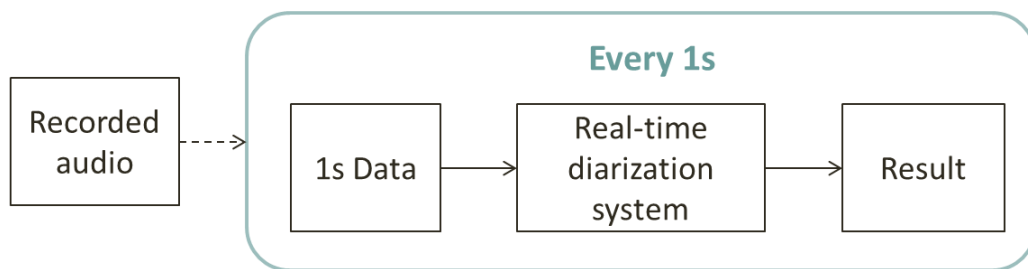 Every 1s
Recorded
audio
1s Data
Real-time
diarization
system
Result